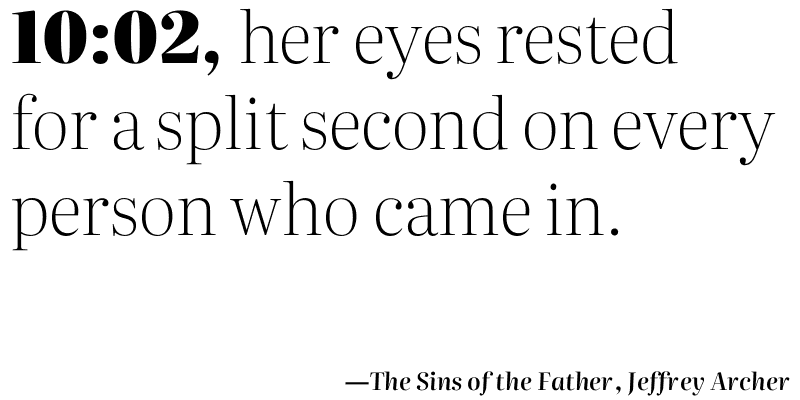 10:02, her eyes rested
for a split second on every
person who came in.
—The Sins of the Father, Jeffrey Archer